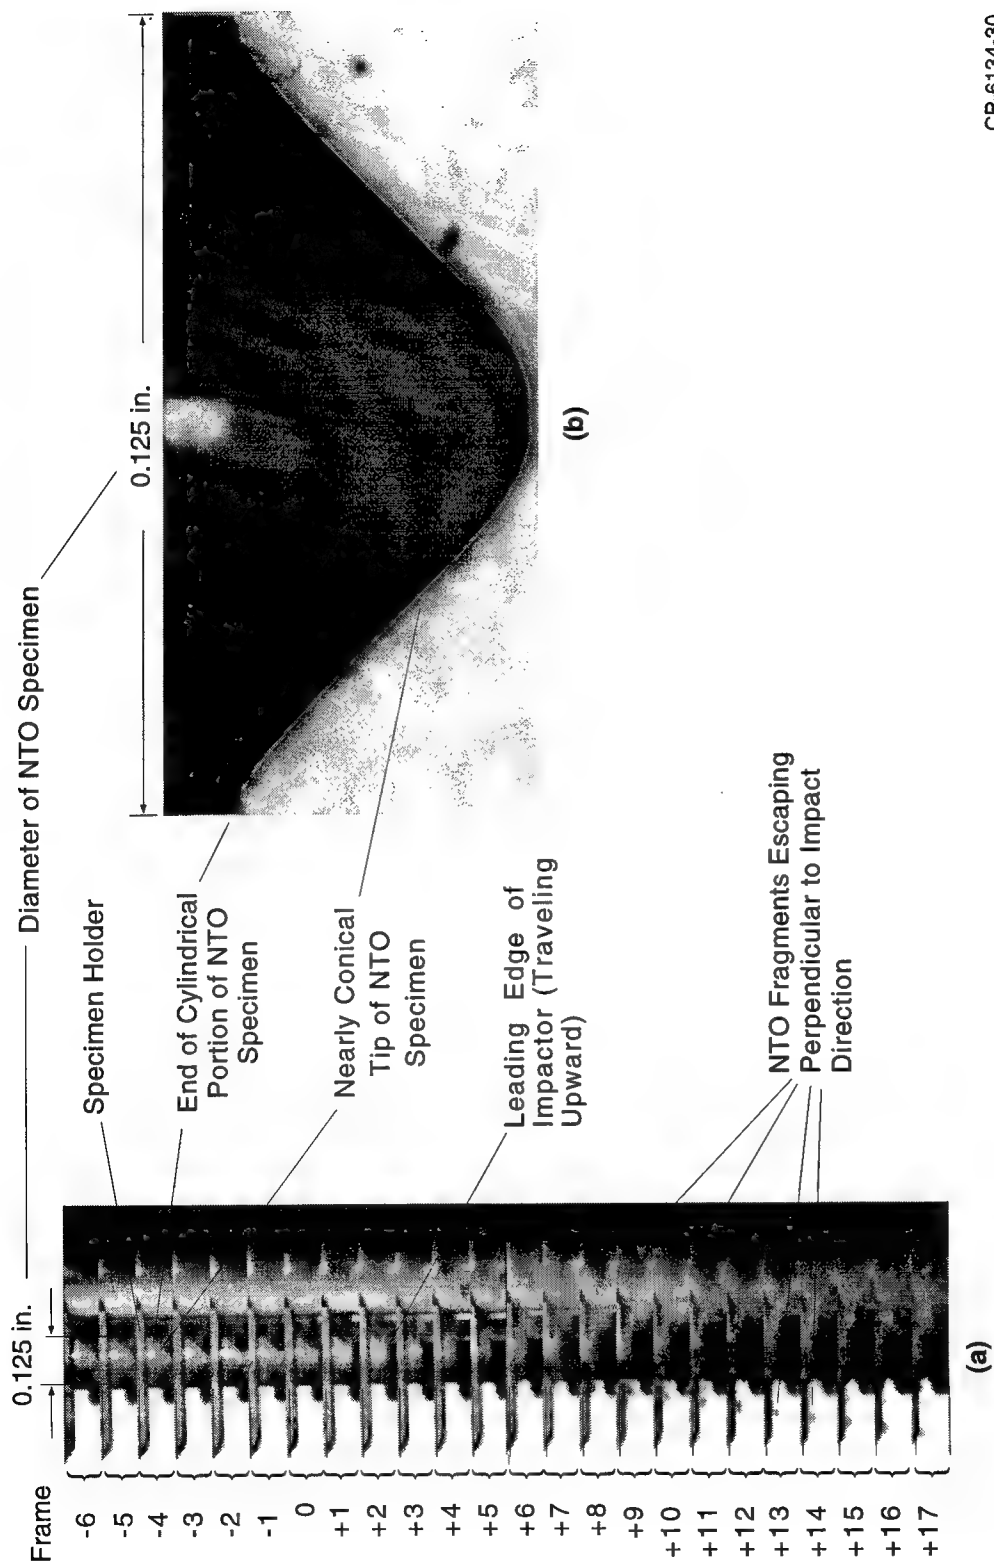 Diameter of NTO Specimen
0.125 in.
0.125 in.
Specimen Holder
End of Cylindrical
Portion of NTO
Specimen
Nearly Conical
Tip of NTO
Specimen
Leading Edge of
Impactor (Traveling
Upward)
NTO Fragments Escaping
Perpendicular to Impact
Direction
Frame
-6
-5
-4
-3
-2
-1
0
+1
+2
+3
+4
+5
+6
+7
+8
+9
+10
+11
+12
+13
+14
+15
+16
+17
(a)
(b)